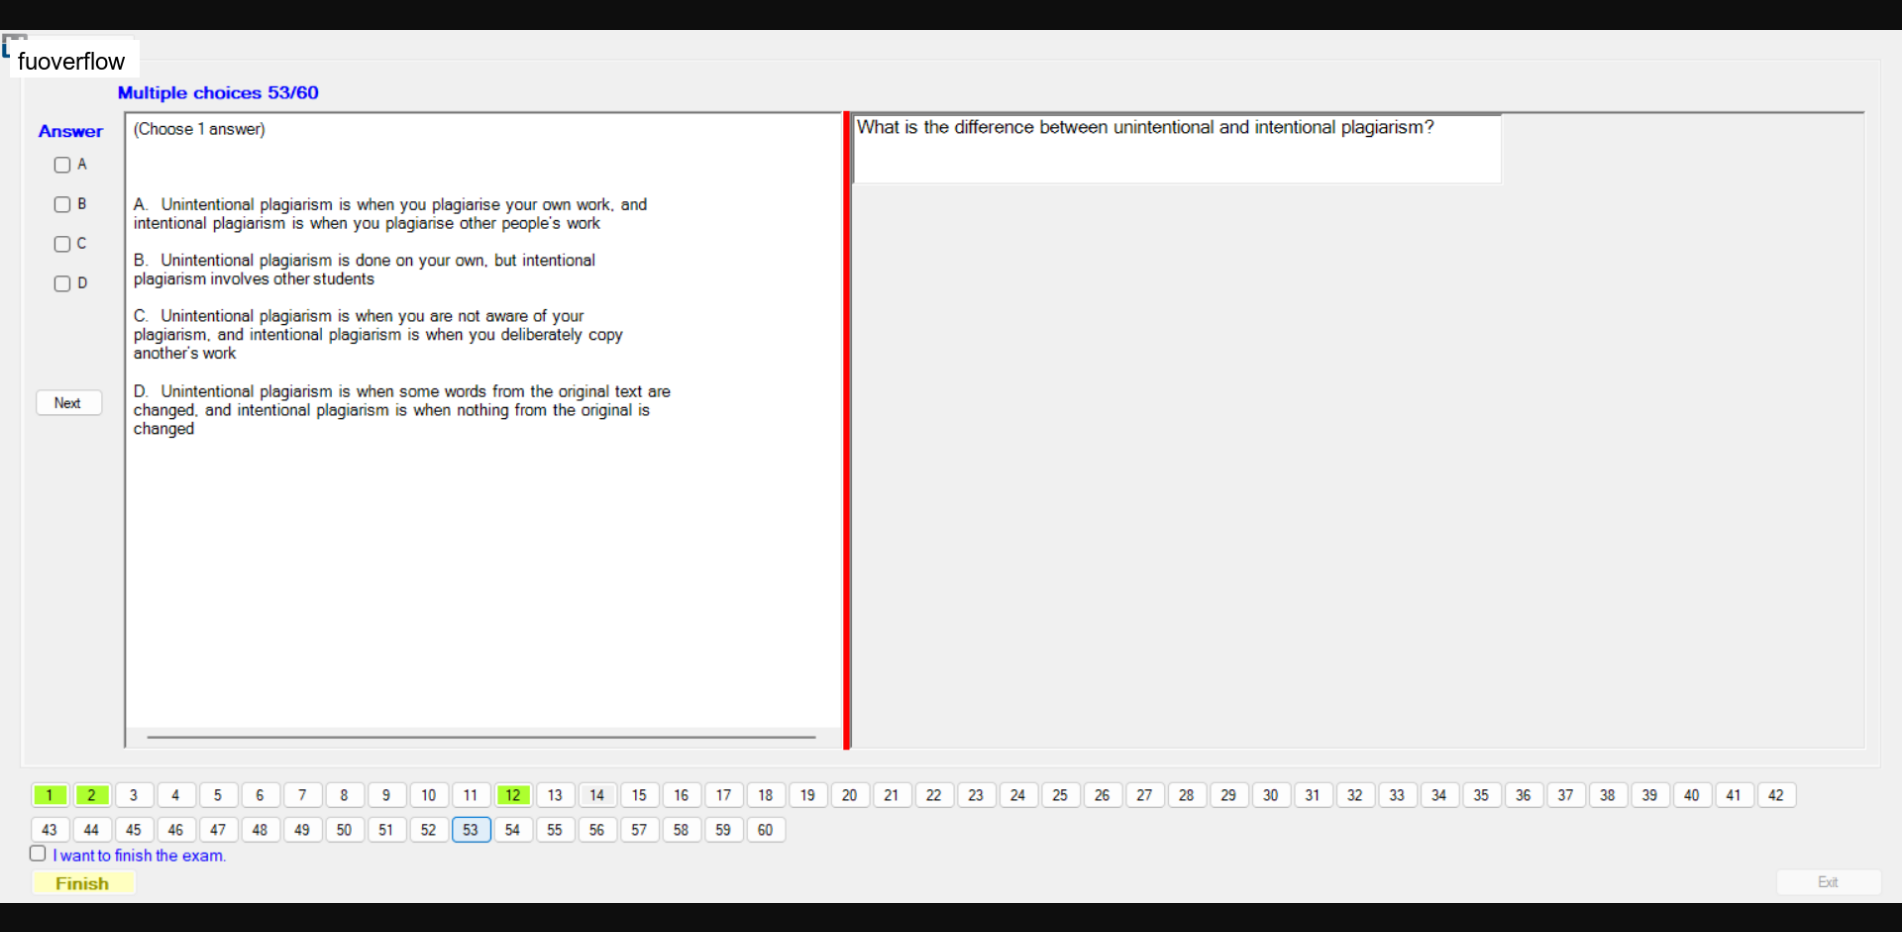 fuoverflow
Multiple choices 53/60
Answer
A
B
C
D
Next
(Choose 1 answer)
A. Unintentional plagiarism is when you plagiarise your own work, and
intentional plagiarism is when you plagiarise other people's work
B. Unintentional plagiarism is done on your own, but intentional
plagiarism involves other students
C. Unintentional plagiarism is when you are not aware of your
plagiarism, and intentional plagiarism is when you deliberately copy
another's work
D. Unintentional plagiarism is when some words from the original text are
changed, and intentional plagiarism is when nothing from the original is
changed
What is the difference between unintentional and intentional plagiarism?
1 2 3 4 5 6 7 8 9 10 11 12 13 14 15 16 17 18 19 20 21 22 23 24 25 26 27 28 29 30 31 32 33 34 35 36 37 38 39 40 41 42
43 44 45 46 47 48 49 50 51 52 53 54 55 56 57 58 59 60
I want to finish the exam.
Finish
Exit